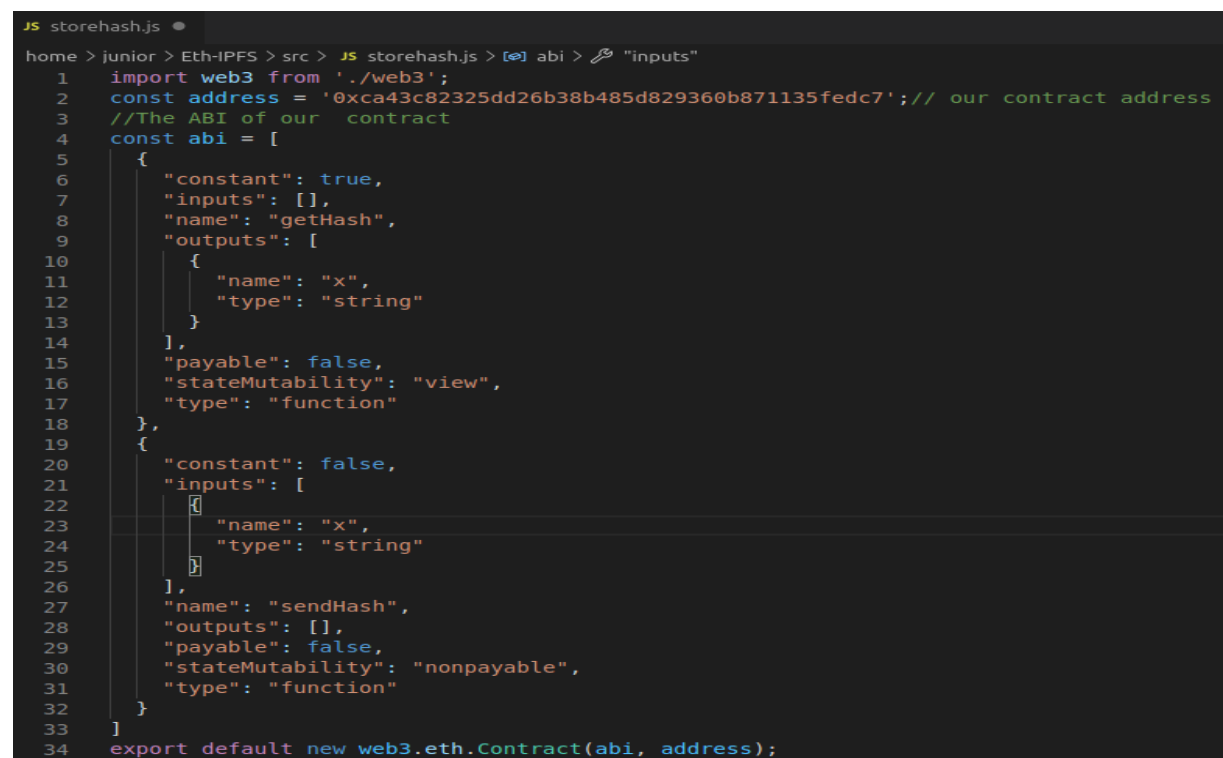 JS storehash.js ●
home > junior > Eth-IPFS > src > JS storehash.js > abi > "inputs"
1 import web3 from './web3';
2 const address = '0xca43c82325dd26b38b485d829360b871135fedc7';// our contract address
3 //The ABI of our  contract
4 const abi = [
5   {
6     "constant": true,
7     "inputs": [],
8     "name": "getHash",
9     "outputs": [
10       {
11         "name": "x",
12         "type": "string"
13       }
14     ],
15     "payable": false,
16     "stateMutability": "view",
17     "type": "function"
18   },
19   {
20     "constant": false,
21     "inputs": [
22       {
23         "name": "x",
24         "type": "string"
25       }
26     ],
27     "name": "sendHash",
28     "outputs": [],
29     "payable": false,
30     "stateMutability": "nonpayable",
31     "type": "function"
32   }
33 ]
34 export default new web3.eth.Contract(abi, address);